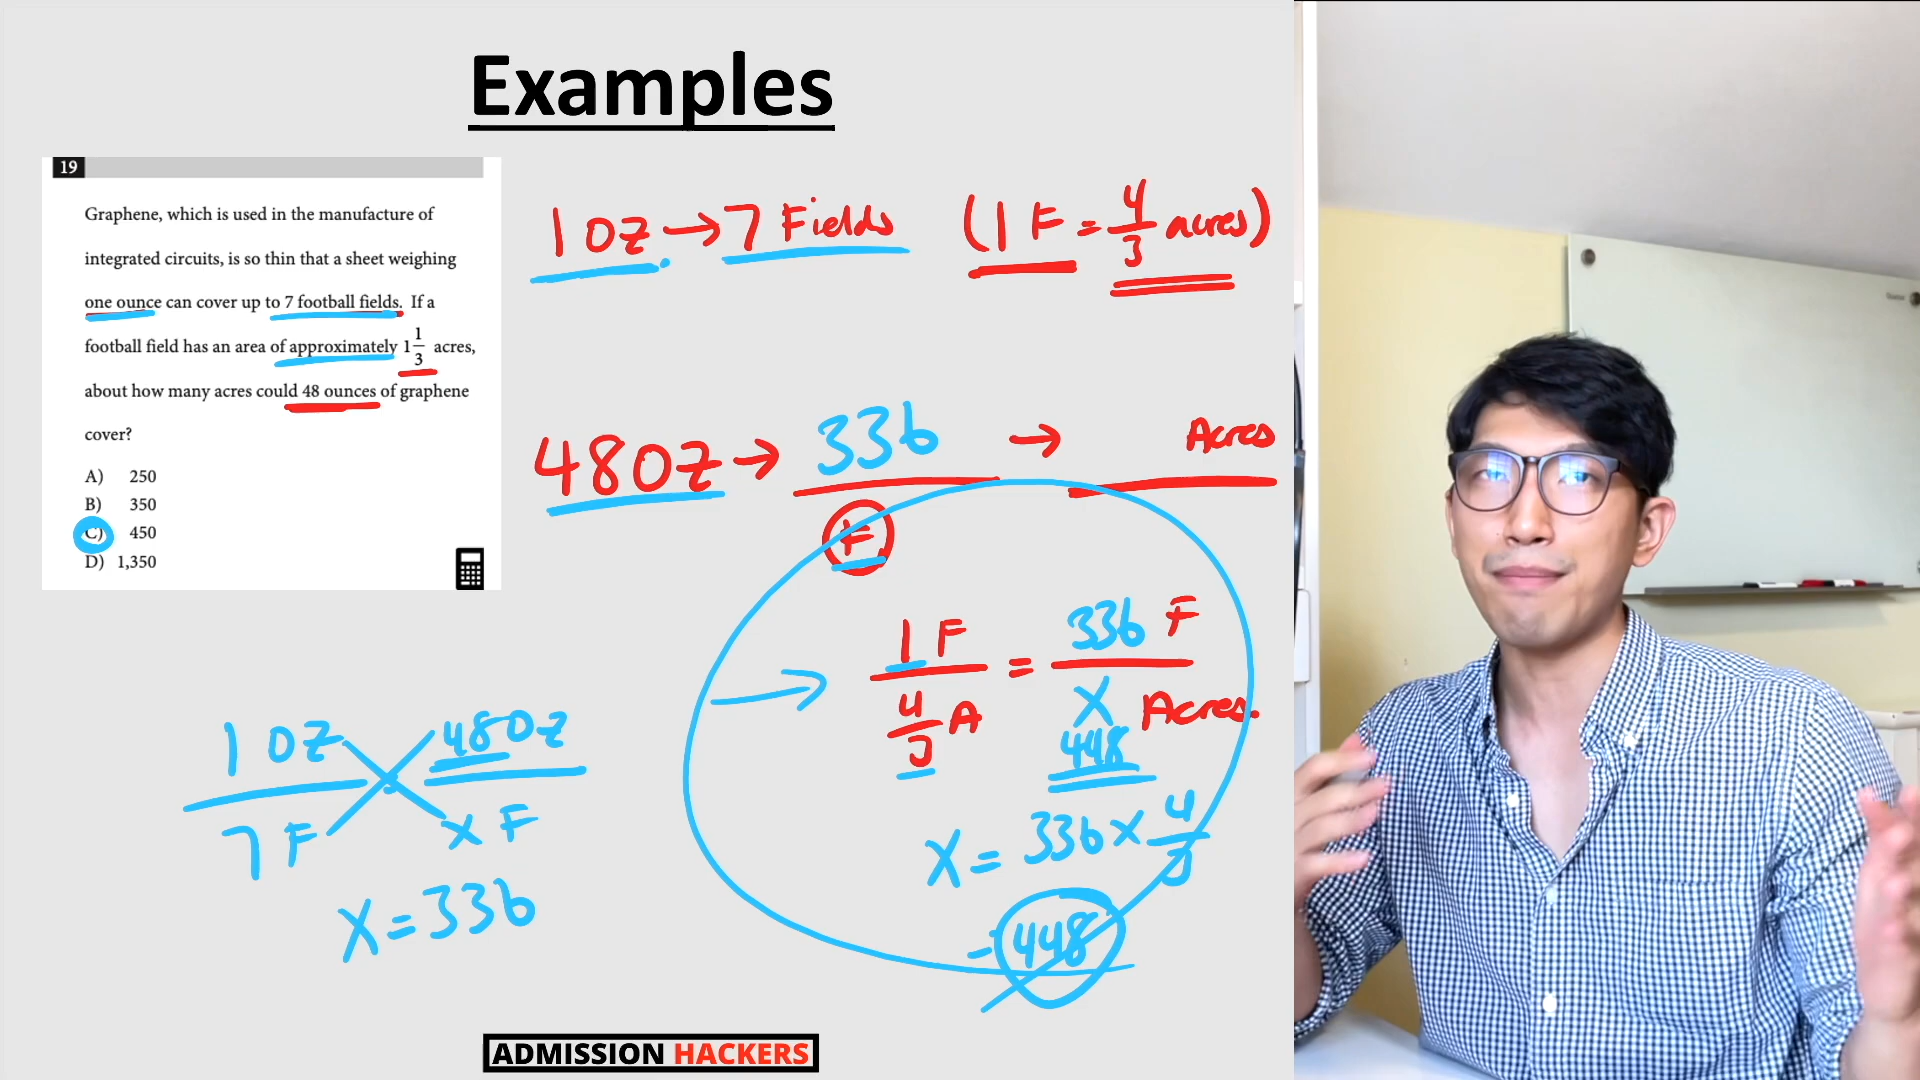 Examples
19
Graphene, which is used in the manufacture of
integrated circuits, is so thin that a sheet weighing
one ounce can cover up to 7 football fields. If a
football field has an area of approximately 1 1/3 acres,
about how many acres could 48 ounces of graphene
cover?
A) 250
B) 350
C) 450
D) 1,350
1 oz → 7 Fields (1 F = 4/3 acres)
48 oz → 336 F → Acres
1 F / 4/3 A = 336 F / X Acres.
448
X = 336 x 4/3
= 448
1 oz / 7 F 48 oz / x F
X = 336
ADMISSION HACKERS